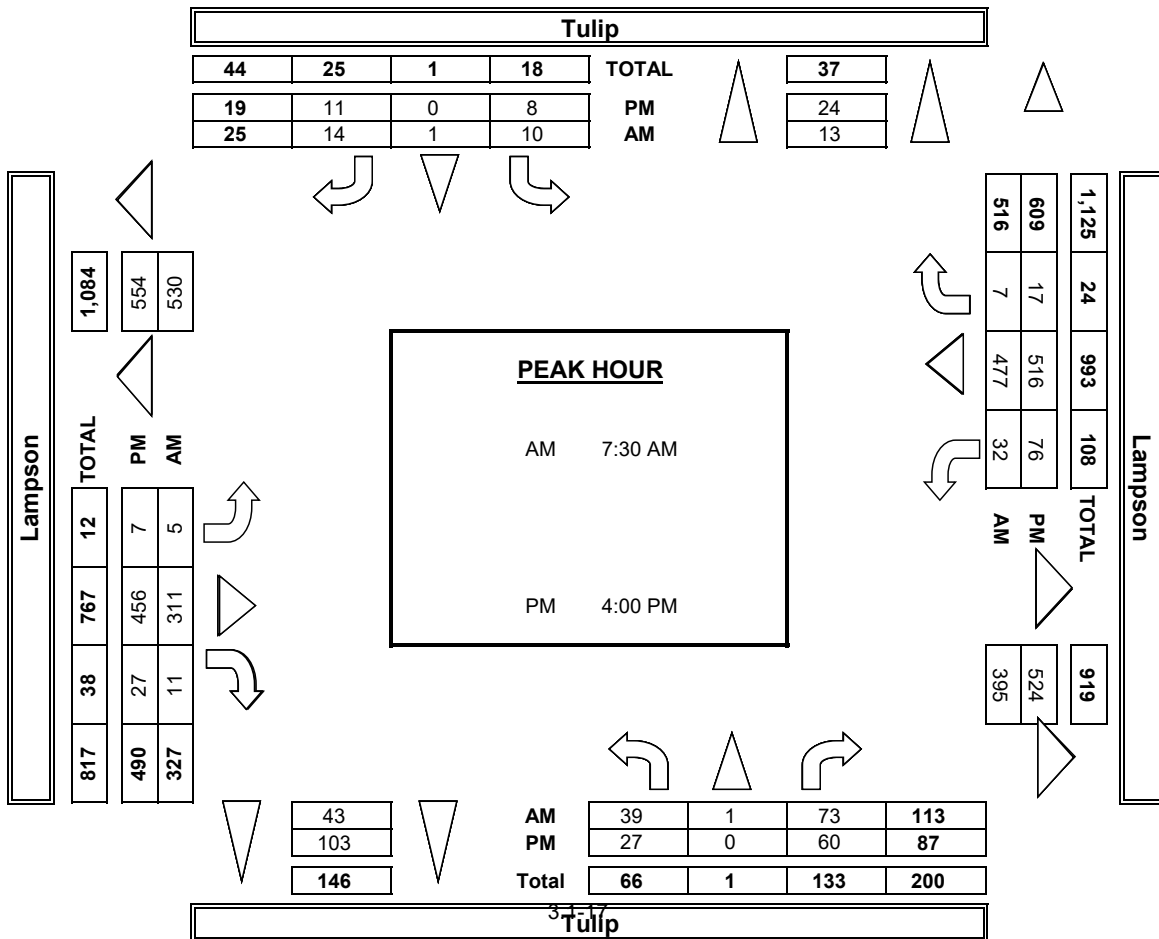 Tulip
44 25 1 18 TOTAL 37
19 11 0 8 PM 24
25 14 1 10 AM 13
Lampson
1,084 554 530
TOTAL PM AM
12 7 5
767 456 311
38 27 11
817 490 327
PEAK HOUR
AM 7:30 AM
PM 4:00 PM
516 609 1,125
7 17 24
477 516 993
32 76 108
AM PM TOTAL
395 524 919
Lampson
43 AM 39 1 73 113
103 PM 27 0 60 87
146 Total 66 1 133 200
3.1-17
Tulip